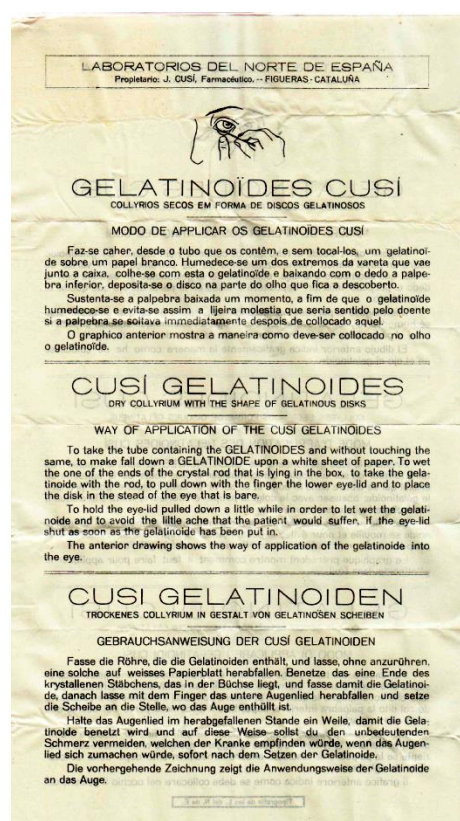 LABORATORIOS DEL NORTE DE ESPAÑA
Propietario: J. CUSÍ, Farmacéutico. -- FIGUERAS - CATALUÑA
GELATINOÏDES CUSÍ
COLLYRIOS SECOS EM FORMA DE DISCOS GELATINOSOS
MODO DE APPLICAR OS GELATINOÏDES CUSÍ
Faz-se caher, desde o tubo que os contêm, e sem tocal-los, um gelatinoï-
de sobre um papel branco. Humedece-se um dos extremos da vareta que vae
junto a caixa, colhe-se com esta o gelatinoïde e baixando com o dedo a palpe-
bra inferior, deposita-se o disco na parte do olho que fica a descoberto.
Sustenta-se a palpebra baixada um momento, a fim de que o gelatinoïde
humedece-se e evita-se assim a lijeira molestia que seria sentido pelo doente
si a palpebra se soltava immediatamente despois de collocado aquel.
O graphico anterior mostra a maneira como deve-ser collocado no olho
o gelatinoïde.
CUSÍ GELATINOIDES
DRY COLLYRIUM WITH THE SHAPE OF GELATINOUS DISKS
WAY OF APPLICATION OF THE CUSÍ GELATINOIDES
To take the tube containing the GELATINOIDES and without touching the
same, to make fall down a GELATINOIDE upon a white sheet of paper. To wet
the one of the ends of the crystal rod that is lying in the box, to take the gela-
tinoide with the rod, to pull down with the finger the lower eye-lid and to place
the disk in the stead of the eye that is bare.
To hold the eye-lid pulled down a little while in order to let wet the gelati-
noide and to avoid the little ache that the patient would suffer, if the eye-lid
shut as soon as the gelatinoide has been put in.
The anterior drawing shows the way of application of the gelatinoide into
the eye.
CUSI GELATINOIDEN
TROCKENES COLLYRIUM IN GESTALT VON GELATINOSEN SCHEIBEN
GEBRAUCHSANWEISUNG DER CUSÍ GELATINOIDEN
Fasse die Röhre, die die Gelatinoiden enthält, und lasse, ohne anzurühren,
eine solche auf weisses Papierblatt herabfallen. Benetze das eine Ende des
krystallenen Stäbchens, das in der Büchse liegt, und fasse damit die Gelatinoi-
de, danach lasse mit dem Finger das untere Augenlied herabfallen und setze
die Scheibe an die Stelle, wo das Auge enthüllt ist.
Halte das Augenlied im herabgefallenen Stande ein Weile, damit die Gela-
tinoide benetzt wird und auf diese Weise sollst du den unbedeutenden
Schmerz vermeiden, welchen der Kranke empfinden würde, wenn das Augen-
lied sich zumachen würde, sofort nach dem Setzen der Gelatinoide.
Die vorhergehende Zeichnung zeigt die Anwendungsweise der Gelatinoide
an das Auge.